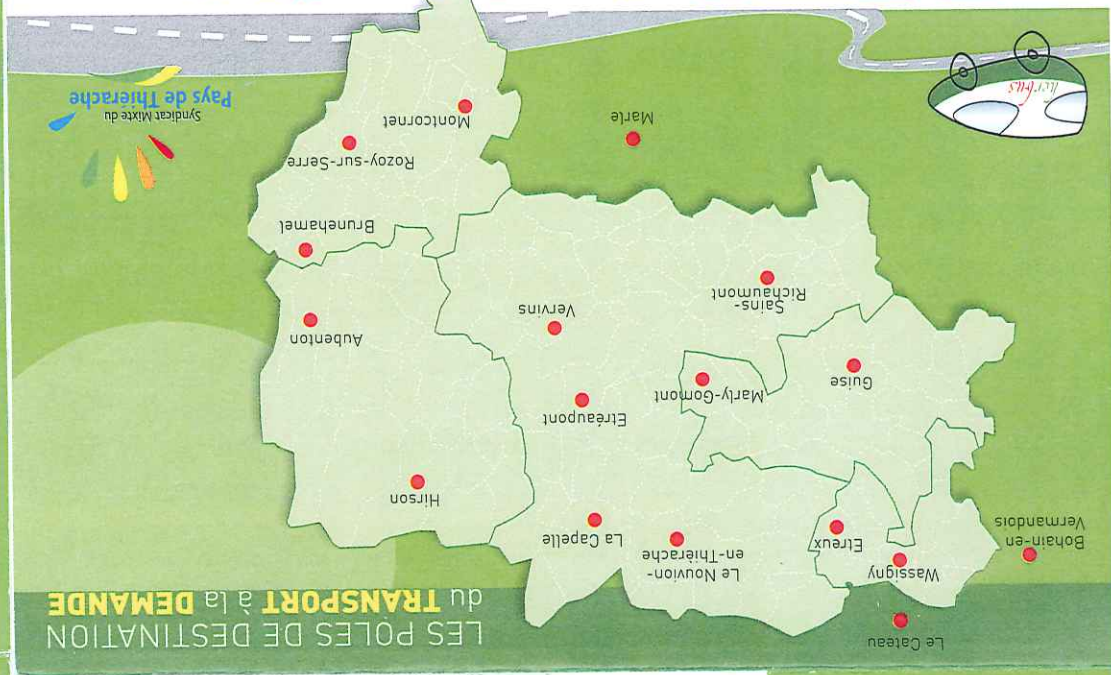 LES POLES DE DESTINATION
du TRANSPORT à la DEMANDE
Le Cateau
Wassigny
Bohain-en-
Vermandois
Etreux
Le Nouvion-
en-Thiérache
La Capelle
Hirson
Guise
Marly-Gomont
Etréaupont
Vervins
Aubenton
Sains-
Richaumont
Brunehamel
Rozoy-sur-Serre
Montcornet
Marle
Syndicat Mixte du
Pays de Thiérache